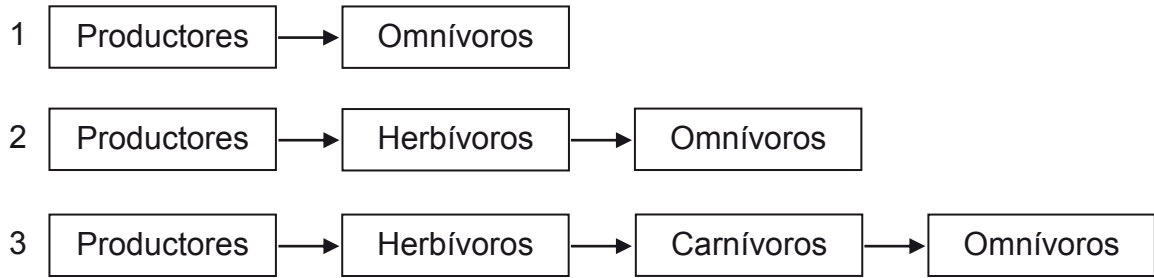 1 Productores Omnívoros
2 Productores Herbívoros Omnívoros
3 Productores Herbívoros Carnívoros Omnívoros